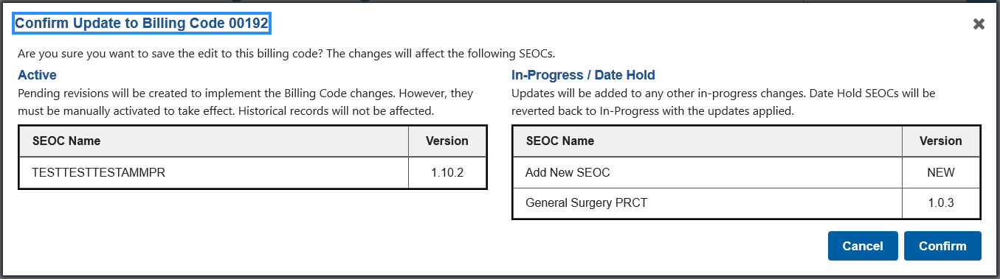 Confirm Update to Billing Code 00192
Are you sure you want to save the edit to this billing code? The changes will affect the following SEOCs.
Active
Pending revisions will be created to implement the Billing Code changes. However, they
must be manually activated to take effect. Historical records will not be affected.
SEOC Name Version
TESTTESTTESTAMMPR 1.10.2
In-Progress / Date Hold
Updates will be added to any other in-progress changes. Date Hold SEOCs will be
reverted back to In-Progress with the updates applied.
SEOC Name Version
Add New SEOC NEW
General Surgery PRCT 1.0.3
Cancel Confirm